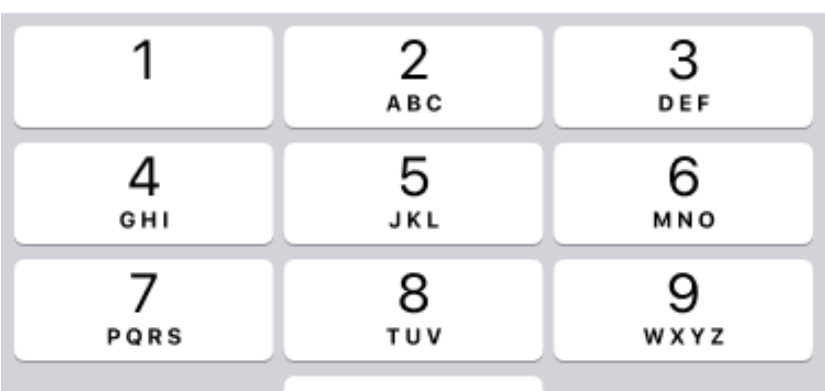 1 2 3
ABC DEF
4 5 6
GHI JKL MNO
7 8 9
PQRS TUV WXYZ